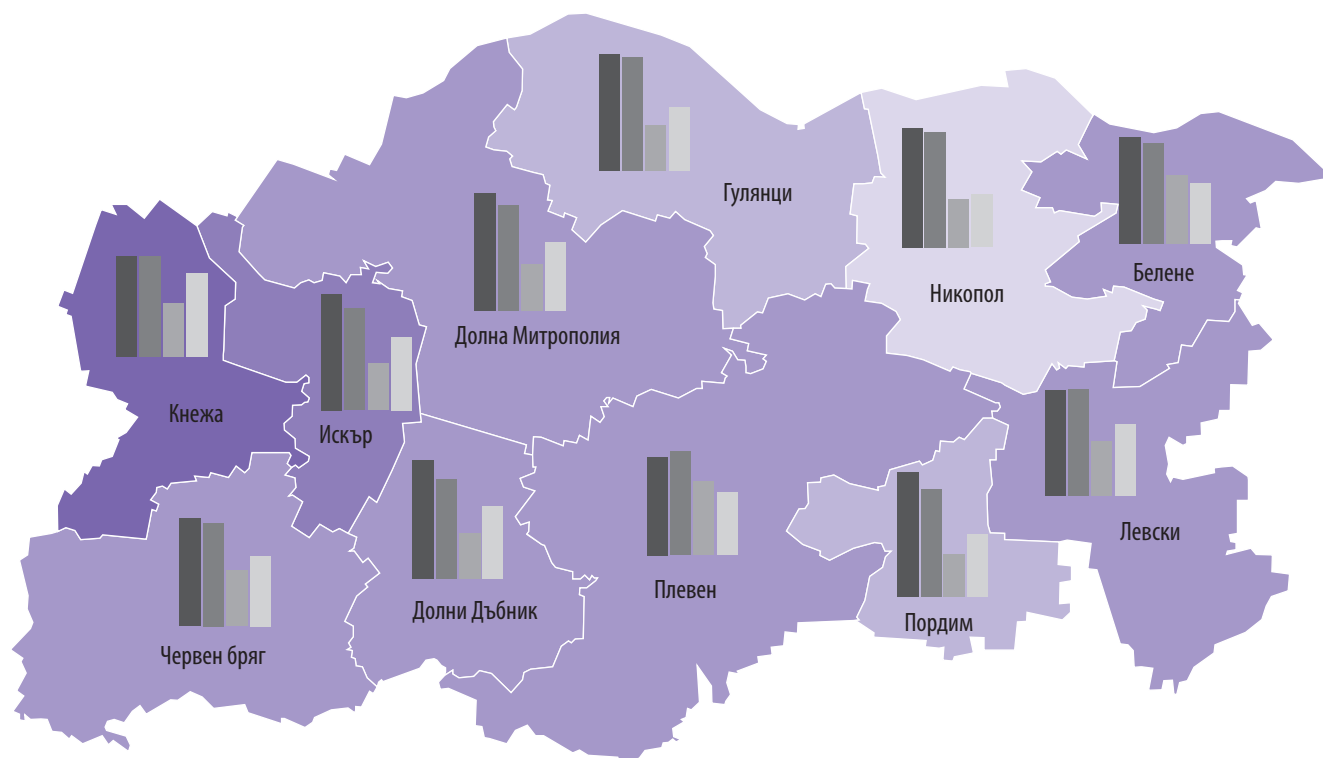 Гулянци
Белене
Никопол
Долна Митрополия
Кнежа
Искър
Левски
Плевен
Долни Дъбник
Пордим
Червен бряг